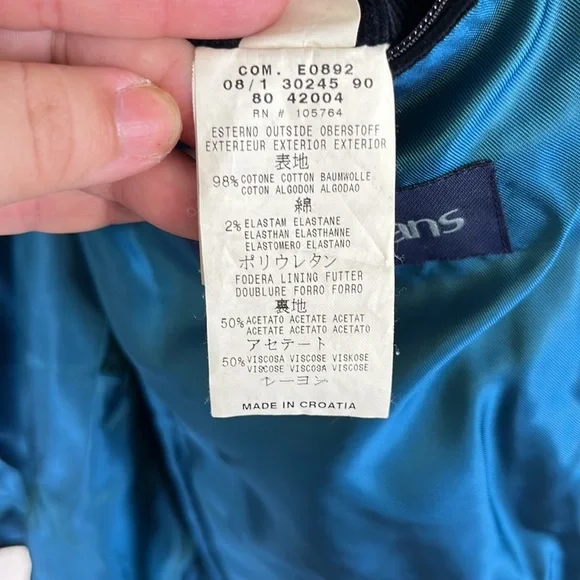 COM. E0892
08/1 30245 90
80 42004
RN # 105764
ESTERNO OUTSIDE OBERSTOFF
EXTERIEUR EXTERIOR EXTERIOR
表地
98% COTONE COTTON BAUMWOLLE
COTON ALGODON ALGODAO
綿
2% ELASTAM ELASTANE
ELASTHAN ELASTHANNE
ELASTOMERO ELASTANO
ポリウレタン
FODERA LINING FUTTER
DOUBLURE FORRO FORRO
裏地
50% ACETATO ACETATE ACETAT
ACETATE ACETATO ACETATO
アセテート
50% VISCOSA VISCOSE VISKOSE
VISCOSE VISCOSA VISCOSE
レーヨン
MADE IN CROATIA
ans